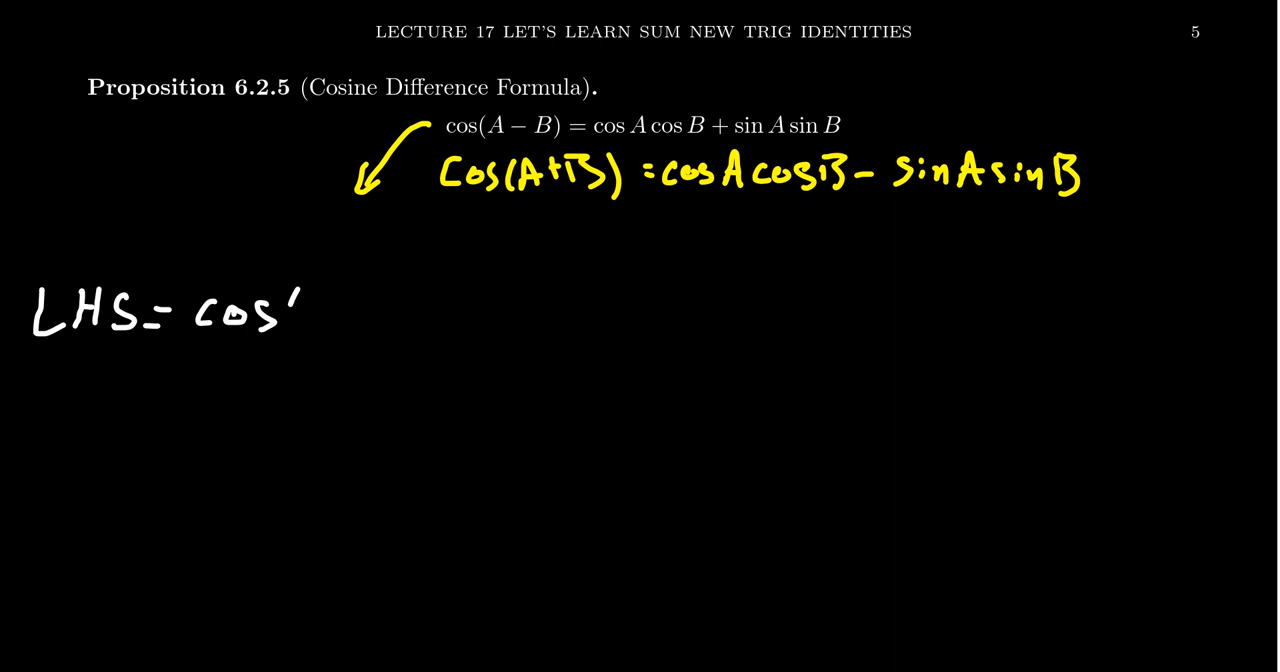 LECTURE 17 LET'S LEARN SUM NEW TRIG IDENTITIES 5
Proposition 6.2.5 (Cosine Difference Formula).
cos(A − B) = cos A cos B + sin A sin B
Cos(A+B) = cos A cos B - sin A sin B
LHS = cos